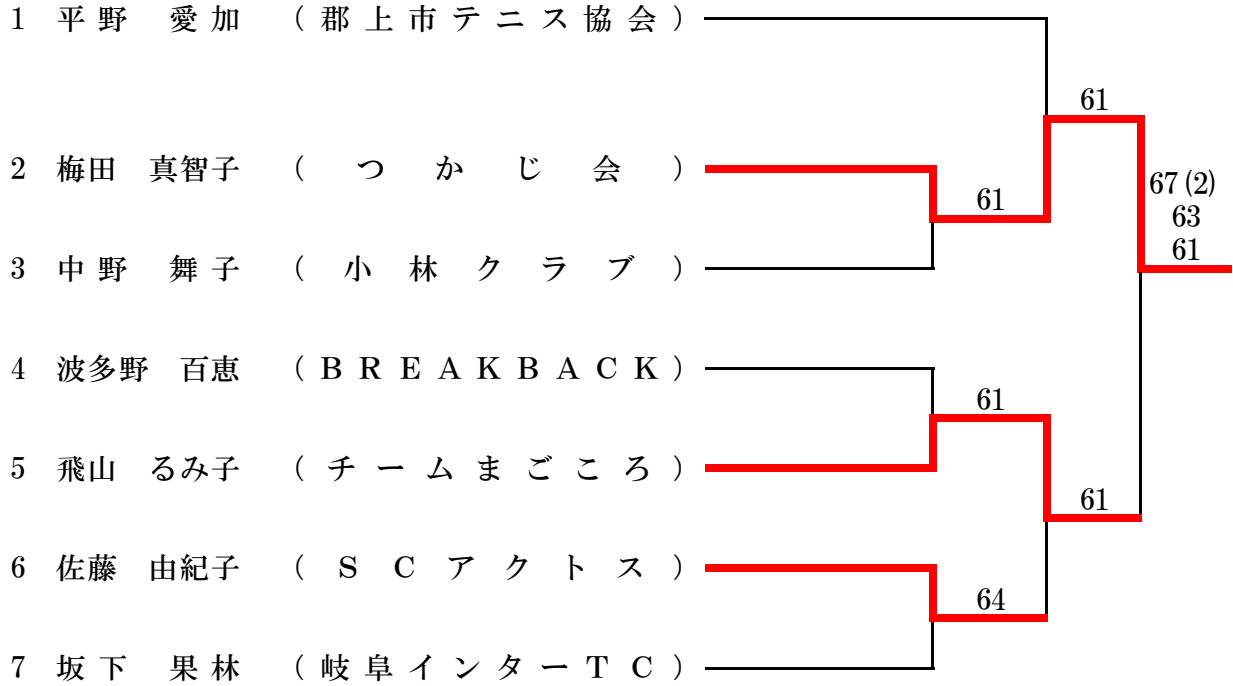 1 平野 愛加 (郡上市テニス協会)
61
2 梅田 真智子 (つかじ会)
67(2)
61
63
61
3 中野 舞子 (小林クラブ)
4 波多野 百恵 (BREAKBACK)
61
5 飛山 るみ子 (チームまごころ)
61
6 佐藤 由紀子 (SCアクトス)
64
7 坂下 果林 (岐阜インターTC)